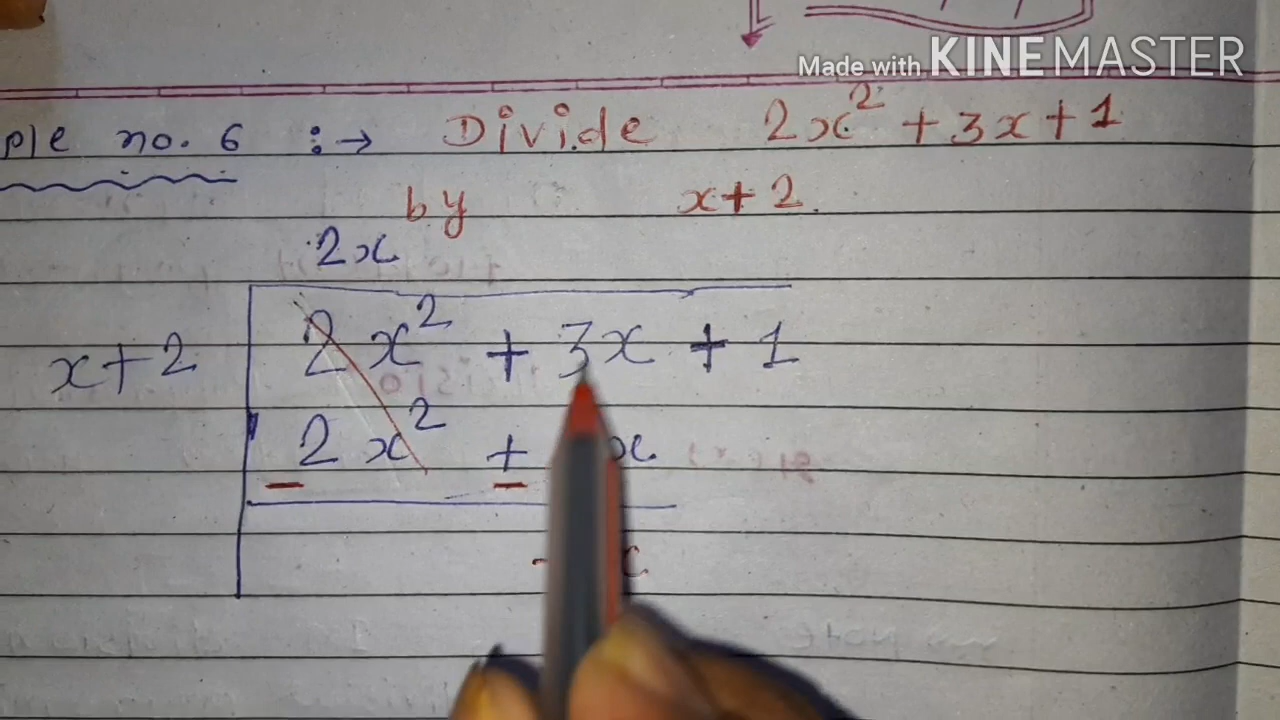 Made with KINEMASTER
ple no. 6 :→ Divide 2x² + 3x + 1
by x + 2.
2x
x + 2 2x² + 3x + 1
2x² + x